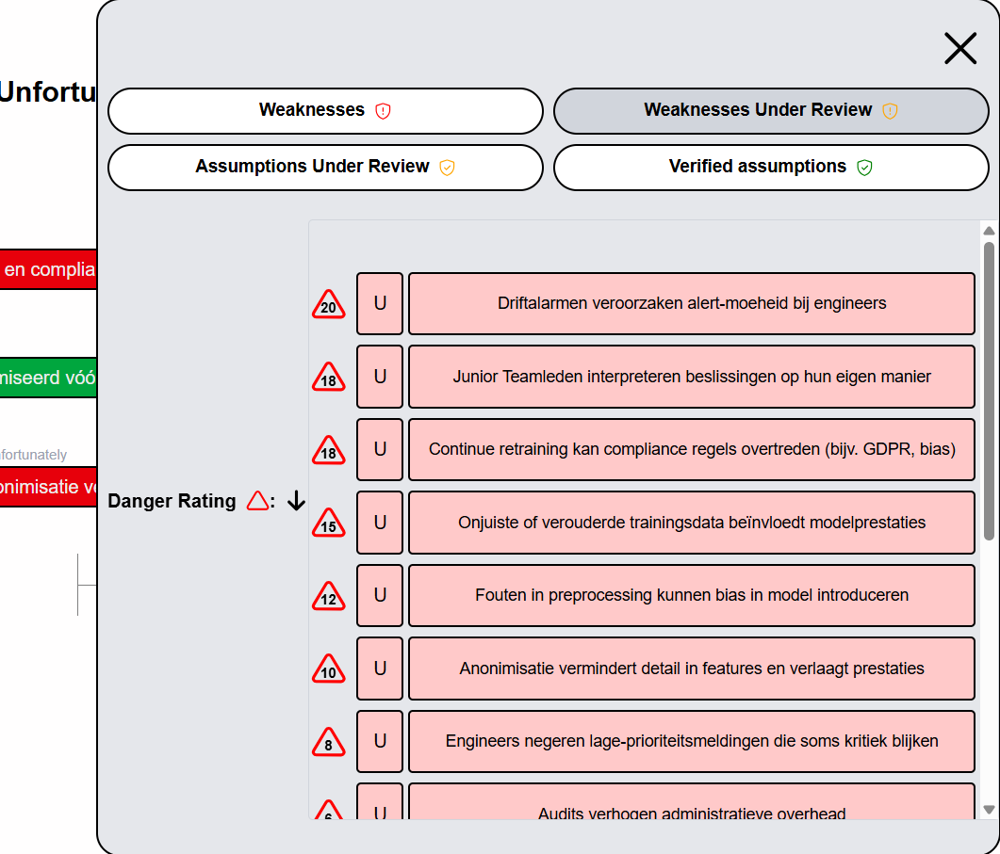 Unfortu
Weaknesses
Weaknesses Under Review
Assumptions Under Review
Verified assumptions
en complia
20 U Driftalarmen veroorzaken alert-moeheid bij engineers
18 U Junior Teamleden interpreteren beslissingen op hun eigen manier
miseerd vóó
18 U Continue retraining kan compliance regels overtreden (bijv. GDPR, bias)
fortunately
onimisatie v
Danger Rating :
15 U Onjuiste of verouderde trainingsdata beïnvloedt modelprestaties
12 U Fouten in preprocessing kunnen bias in model introduceren
10 U Anonimisatie vermindert detail in features en verlaagt prestaties
8 U Engineers negeren lage-prioriteitsmeldingen die soms kritiek blijken
6 U Audits verhogen administratieve overhead